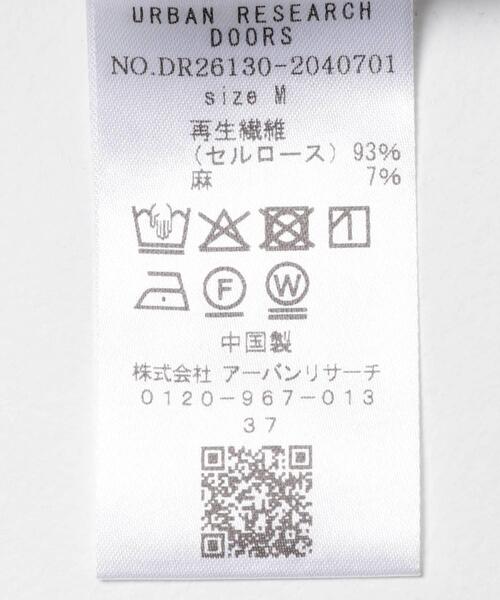 URBAN RESEARCH
DOORS
NO.DR26130-2040701
size M
再生繊維
(セルロース) 93%
麻 7%
F W
中国製
株式会社 アーバンリサーチ
0120-967-013
37